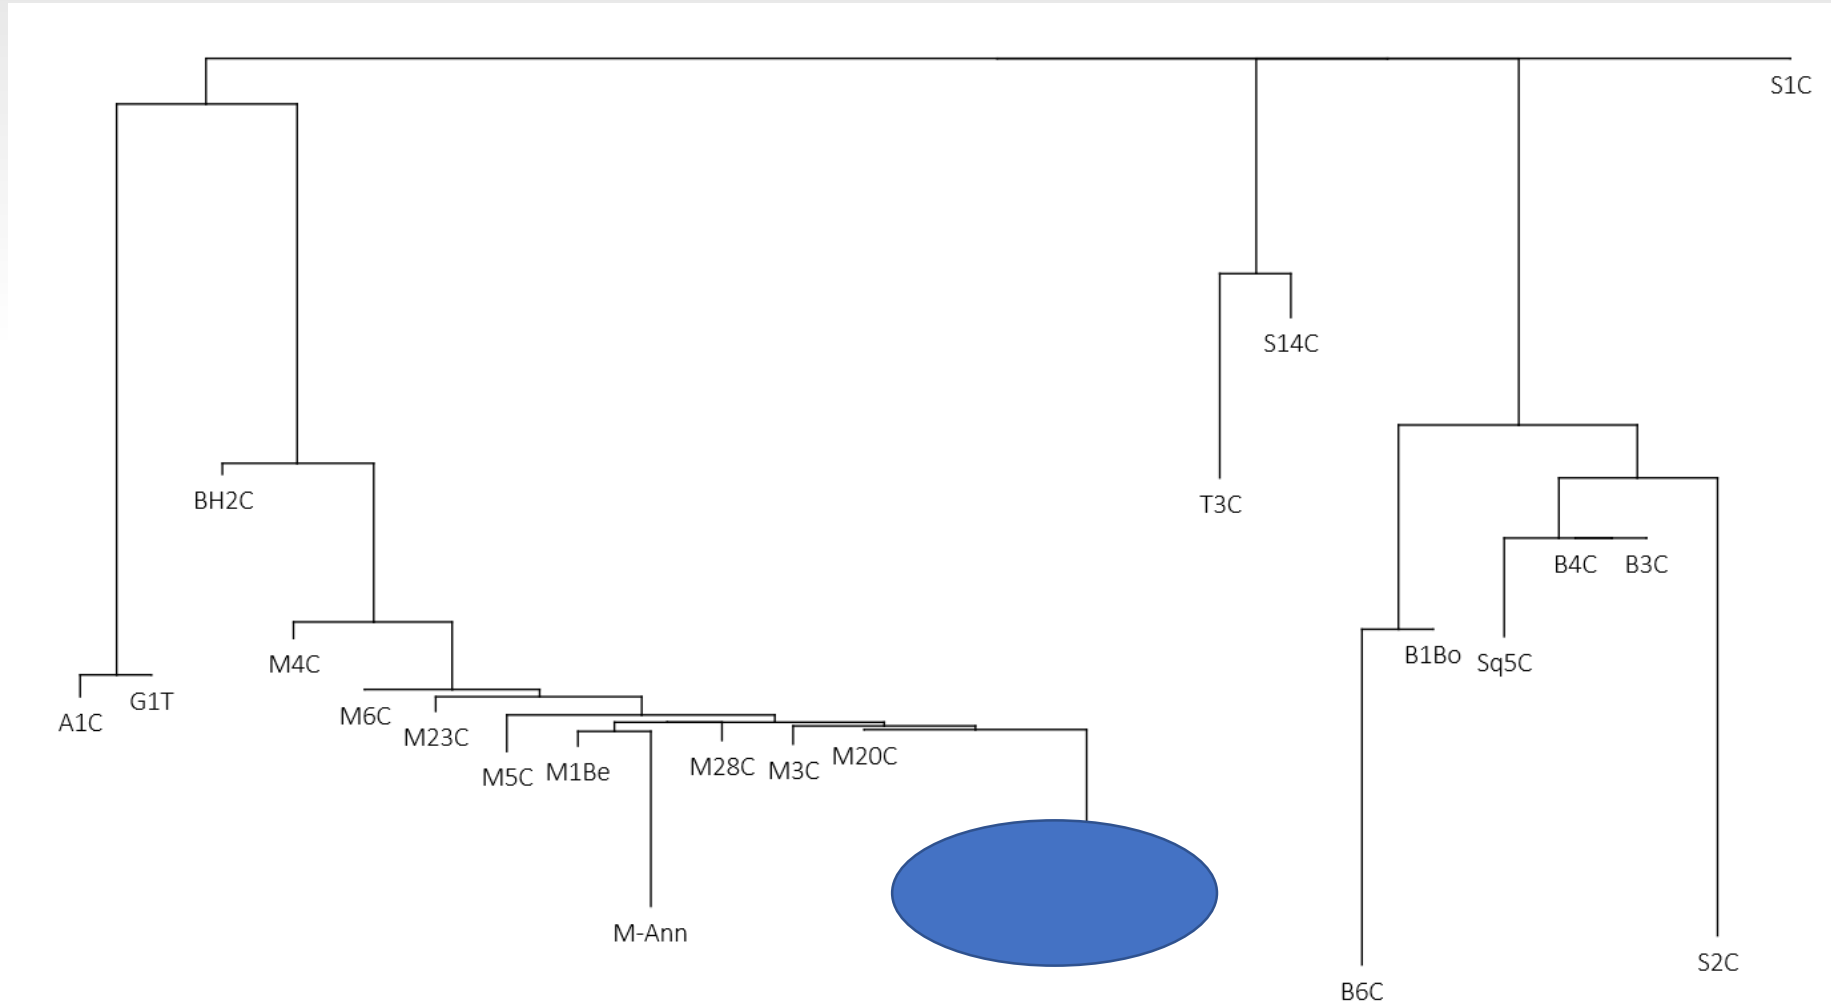 S1C
S14C
BH2C
T3C
B4C
B3C
M4C
B1Bo
Sq5C
G1T
M6C
A1C
M23C
M20C
M28C
M3C
M1Be
M5C
M-Ann
S2C
B6C